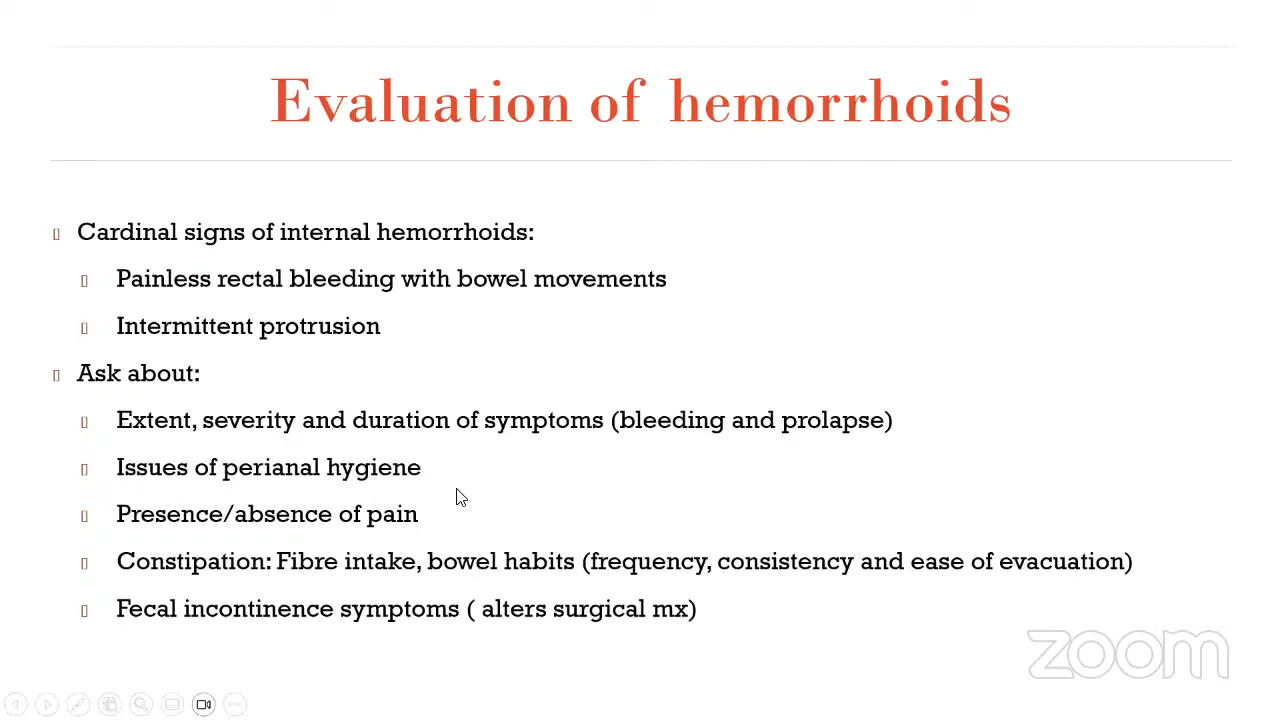 Evaluation of hemorrhoids
Cardinal signs of internal hemorrhoids:
Painless rectal bleeding with bowel movements
Intermittent protrusion
Ask about:
Extent, severity and duration of symptoms (bleeding and prolapse)
Issues of perianal hygiene
Presence/absence of pain
Constipation: Fibre intake, bowel habits (frequency, consistency and ease of evacuation)
Fecal incontinence symptoms ( alters surgical mx)
zoom